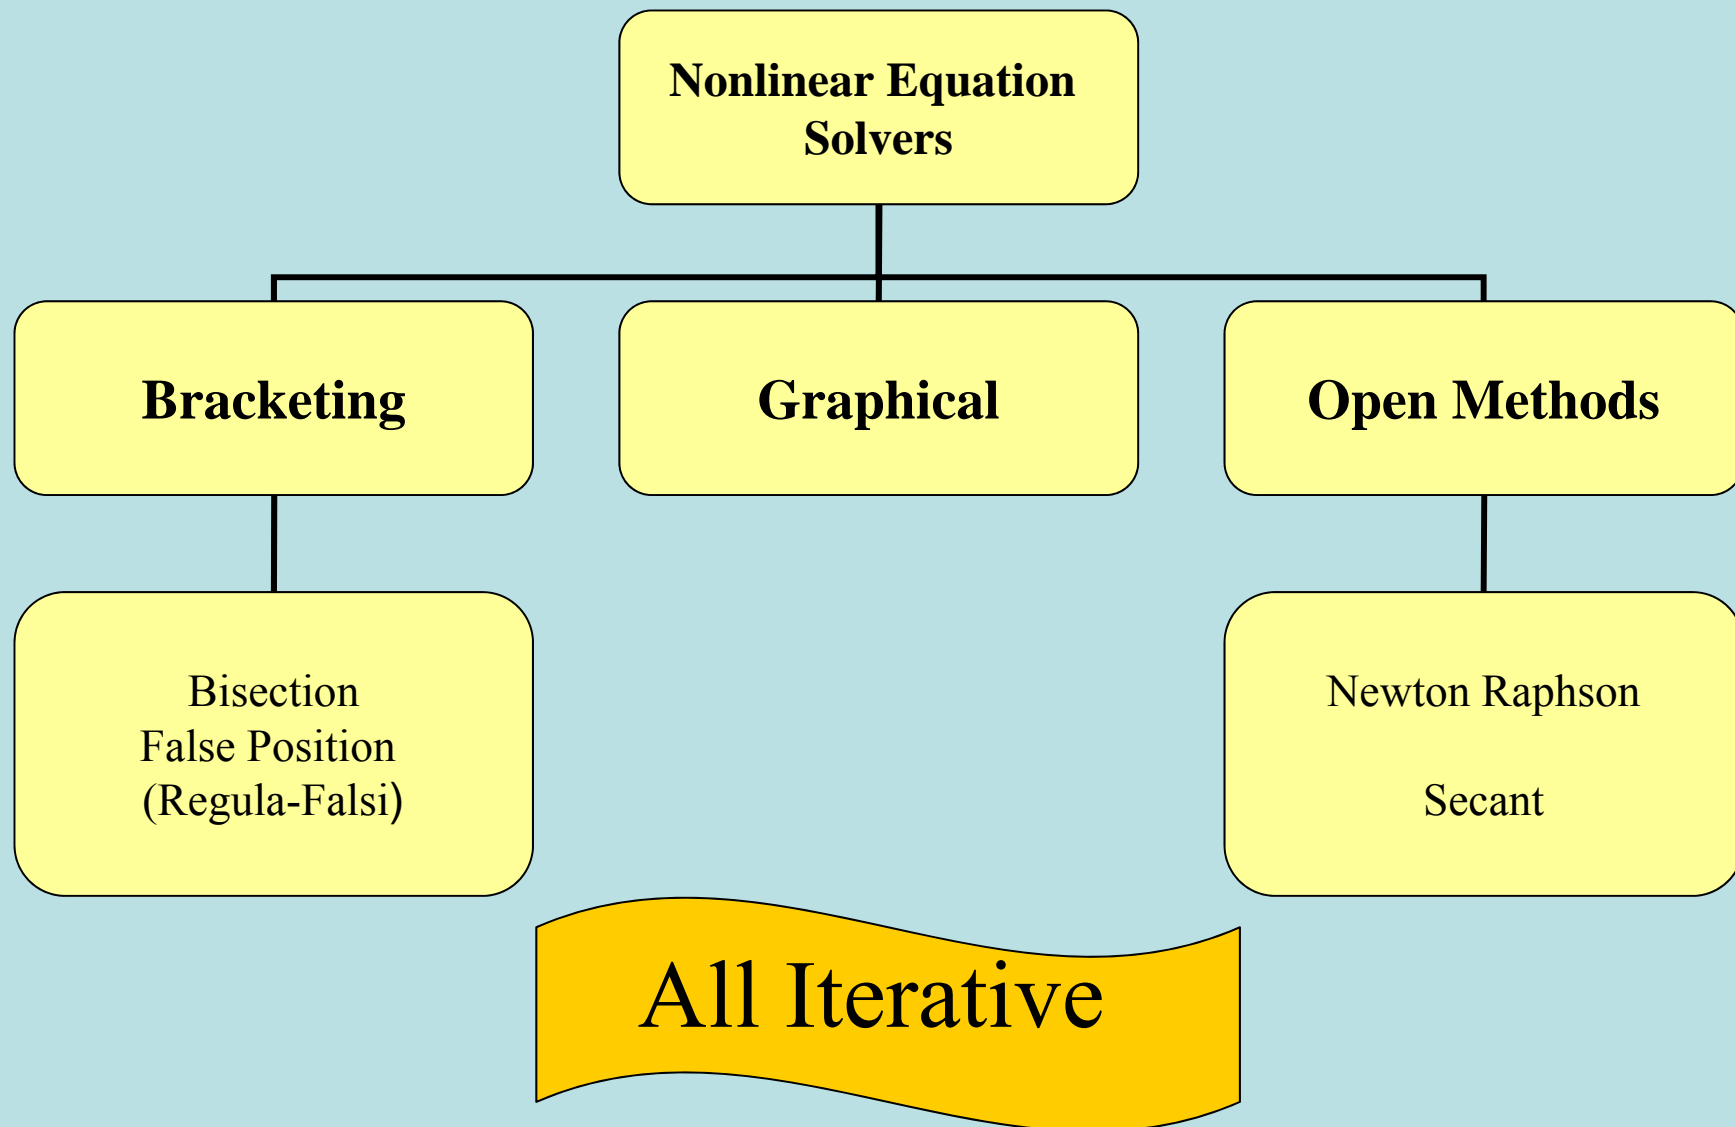 Nonlinear Equation
Solvers
Bracketing
Graphical
Open Methods
Bisection
False Position
(Regula-Falsi)
Newton Raphson
Secant
All Iterative